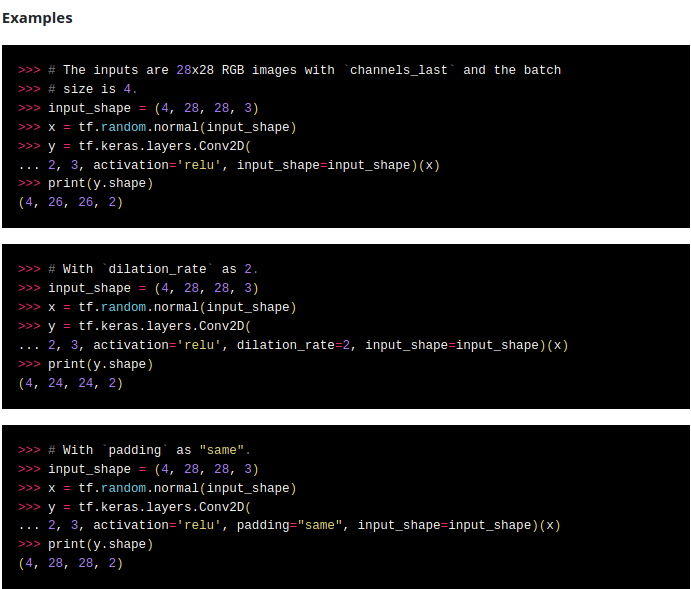 Examples
>>> # The inputs are 28x28 RGB images with `channels_last` and the batch
>>> # size is 4.
>>> input_shape = (4, 28, 28, 3)
>>> x = tf.random.normal(input_shape)
>>> y = tf.keras.layers.Conv2D(
... 2, 3, activation='relu', input_shape=input_shape)(x)
>>> print(y.shape)
(4, 26, 26, 2)
>>> # With `dilation_rate` as 2.
>>> input_shape = (4, 28, 28, 3)
>>> x = tf.random.normal(input_shape)
>>> y = tf.keras.layers.Conv2D(
... 2, 3, activation='relu', dilation_rate=2, input_shape=input_shape)(x)
>>> print(y.shape)
(4, 24, 24, 2)
>>> # With `padding` as "same".
>>> input_shape = (4, 28, 28, 3)
>>> x = tf.random.normal(input_shape)
>>> y = tf.keras.layers.Conv2D(
... 2, 3, activation='relu', padding="same", input_shape=input_shape)(x)
>>> print(y.shape)
(4, 28, 28, 2)